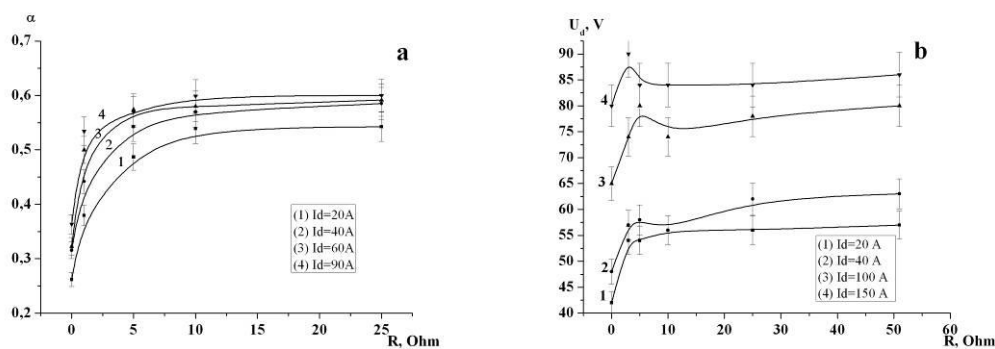 α
0,7
0,6
0,5
0,4
0,3
0,2
a
4
3
2
1
(1) Id=20A
(2) Id=40A
(3) Id=60A
(4) Id=90A
0 5 10 15 20 25
R, Ohm
U_d, V
90
85
80
75
70
65
60
55
50
45
40
b
4
3
2
1
(1) Id=20 A
(2) Id=40 A
(3) Id=100 A
(4) Id=150 A
0 10 20 30 40 50 60
R, Ohm